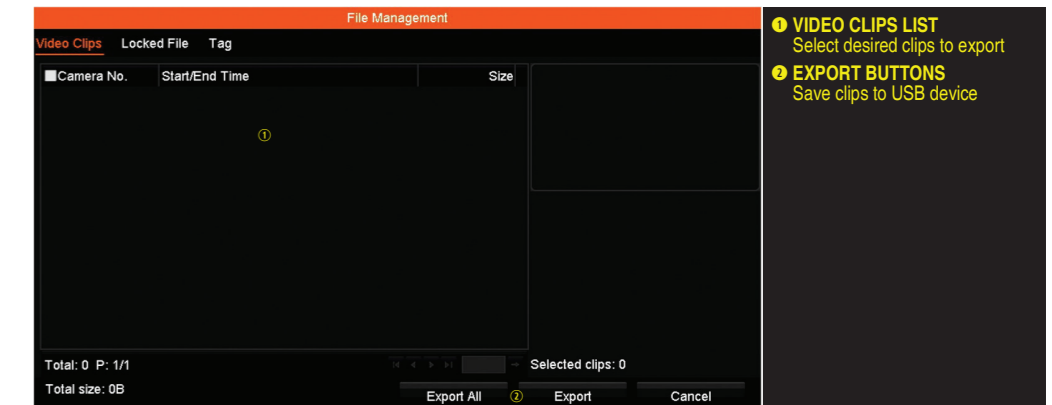 File Management
Video Clips Locked File Tag
Camera No. Start/End Time Size
①
Total: 0 P: 1/1
Selected clips: 0
Total size: 0B
Export All ② Export Cancel
❶ VIDEO CLIPS LIST
Select desired clips to export
❷ EXPORT BUTTONS
Save clips to USB device